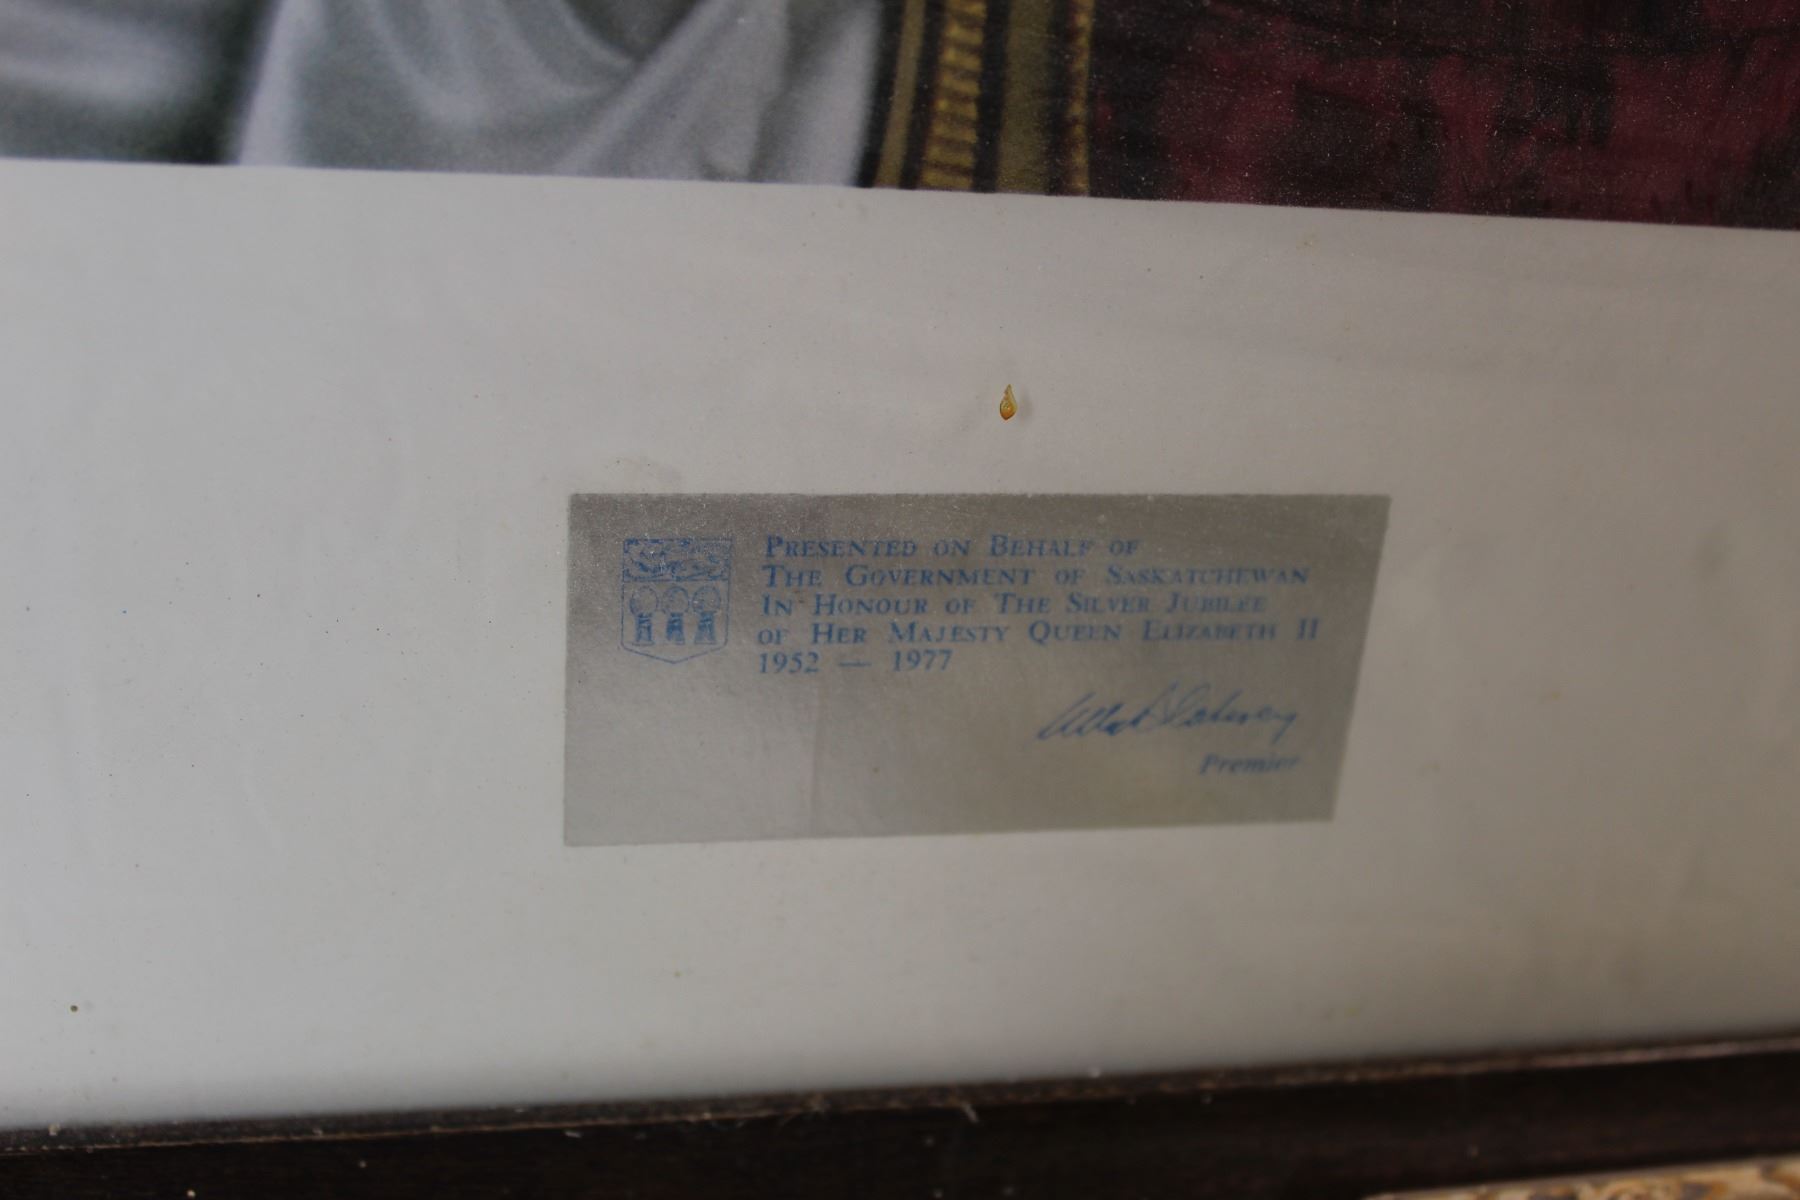 Presented on Behalf of
The Government of Saskatchewan
In Honour of The Silver Jubilee
of Her Majesty Queen Elizabeth II
1952 — 1977
Premier